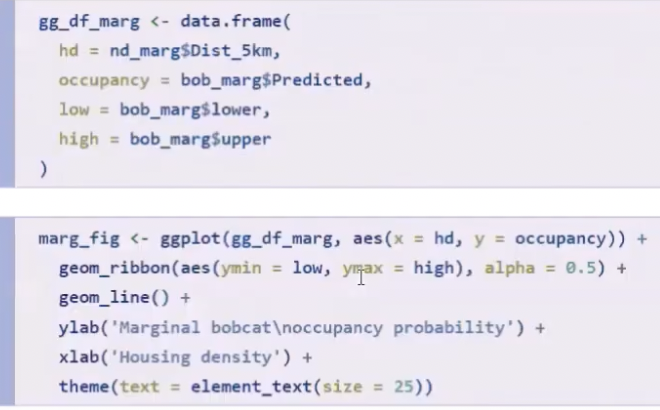 gg_df_marg <- data.frame(
hd = nd_marg$Dist_5km,
occupancy = bob_marg$Predicted,
low = bob_marg$lower,
high = bob_marg$upper
)
marg_fig <- ggplot(gg_df_marg, aes(x = hd, y = occupancy)) +
geom_ribbon(aes(ymin = low, ymax = high), alpha = 0.5) +
geom_line() +
ylab('Marginal bobcat\noccupancy probability') +
xlab('Housing density') +
theme(text = element_text(size = 25))